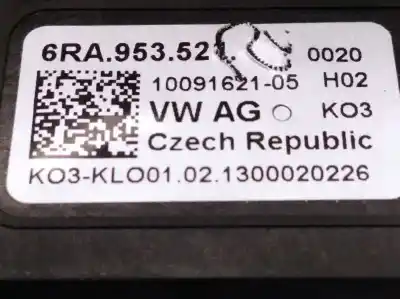 6RA.953.521 0020
10091621-05 H02
VW AG KO3
Czech Republic
KO3-KLO01.02.1300020226